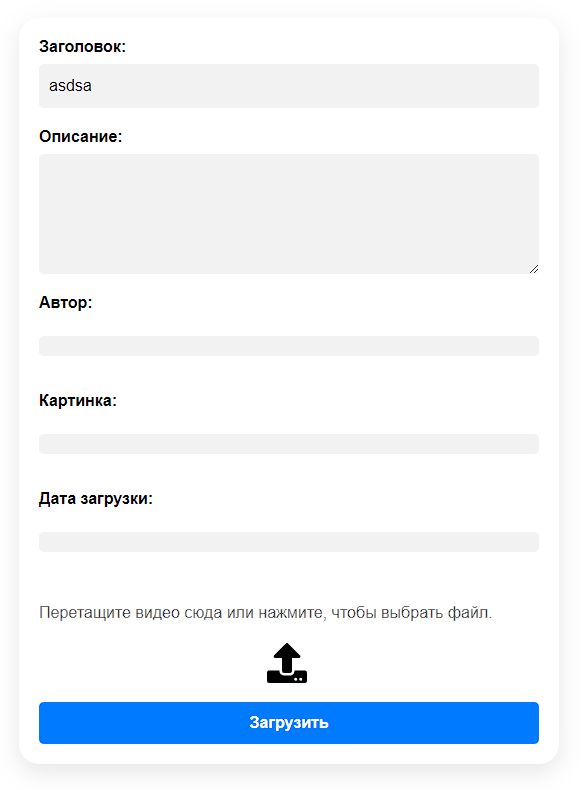 Заголовок:
asdsa
Описание:
Автор:
Картинка:
Дата загрузки:
Перетащите видео сюда или нажмите, чтобы выбрать файл.
Загрузить